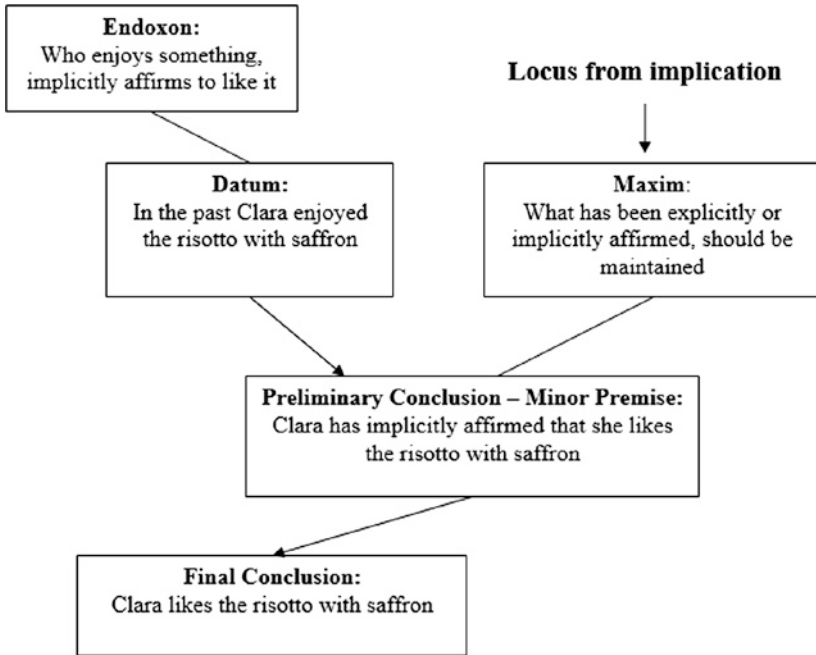 Endoxon:
Who enjoys something,
implicitly affirms to like it
Locus from implication
Datum:
In the past Clara enjoyed
the risotto with saffron
Maxim:
What has been explicitly or
implicitly affirmed, should be
maintained
Preliminary Conclusion – Minor Premise:
Clara has implicitly affirmed that she likes
the risotto with saffron
Final Conclusion:
Clara likes the risotto with saffron